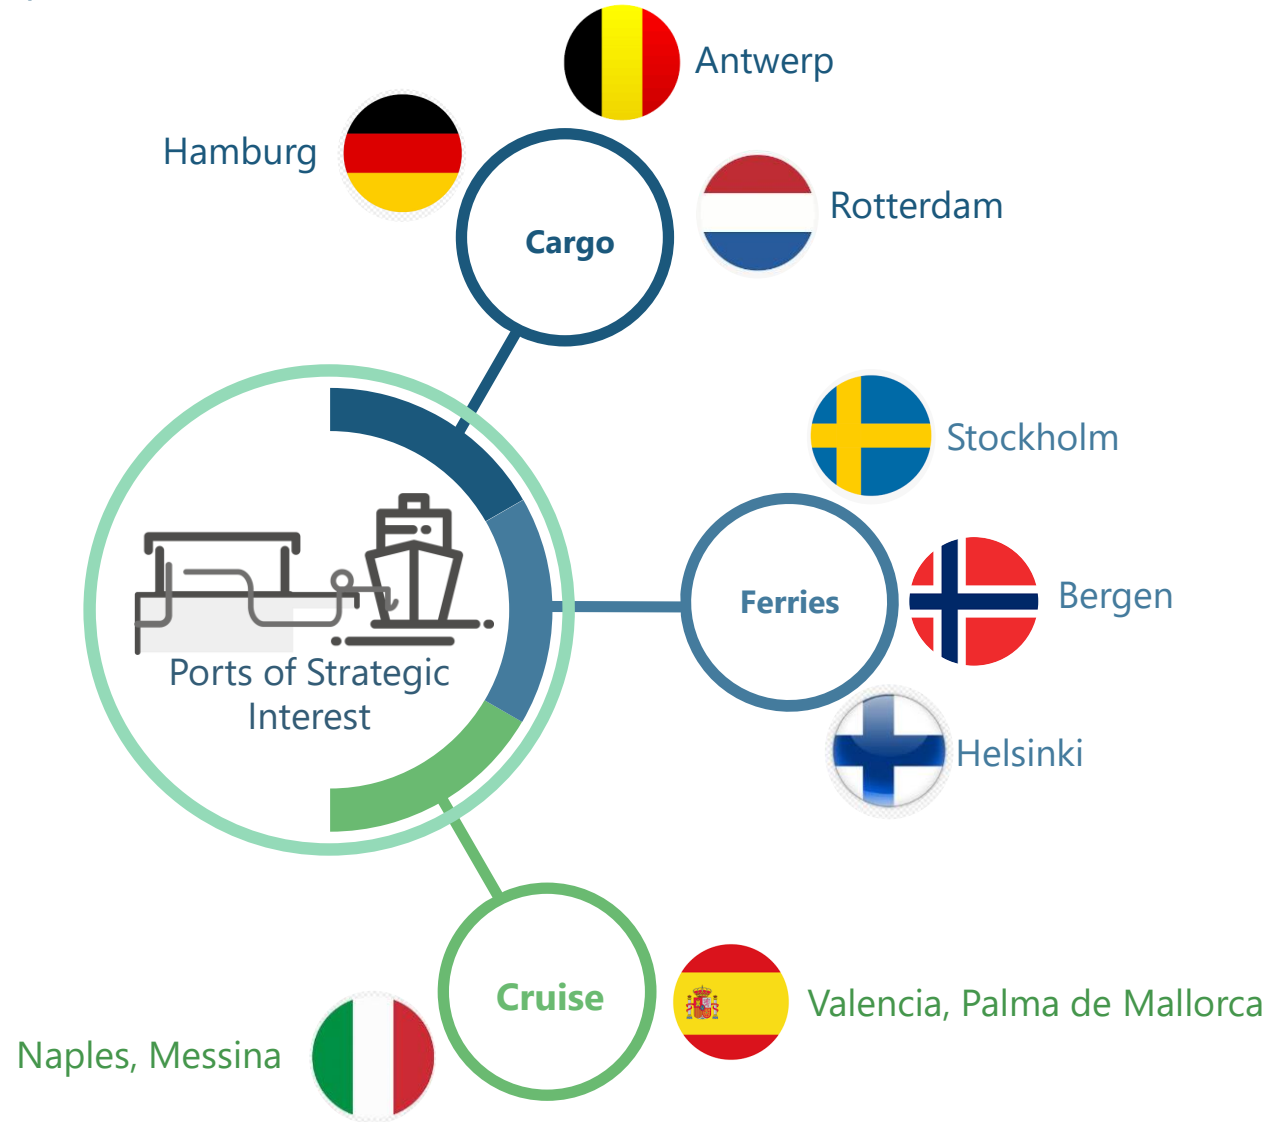 Antwerp
Hamburg
Rotterdam
Cargo
Stockholm
Ferries
Bergen
Ports of Strategic
Interest
Helsinki
Cruise
Valencia, Palma de Mallorca
Naples, Messina